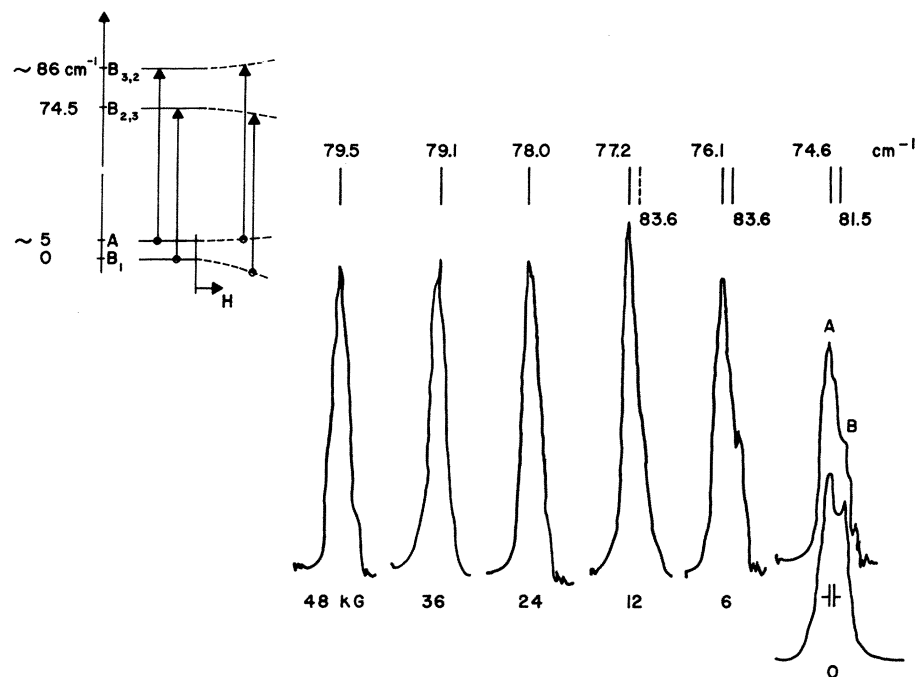 ~ 86 cm⁻¹ B₃,₂
74.5 B₂,₃
~ 5 A
0 B₁
H
79.5 79.1 78.0 77.2 76.1 74.6 cm⁻¹
83.6 83.6 81.5
A
B
48 KG 36 24 12 6
0